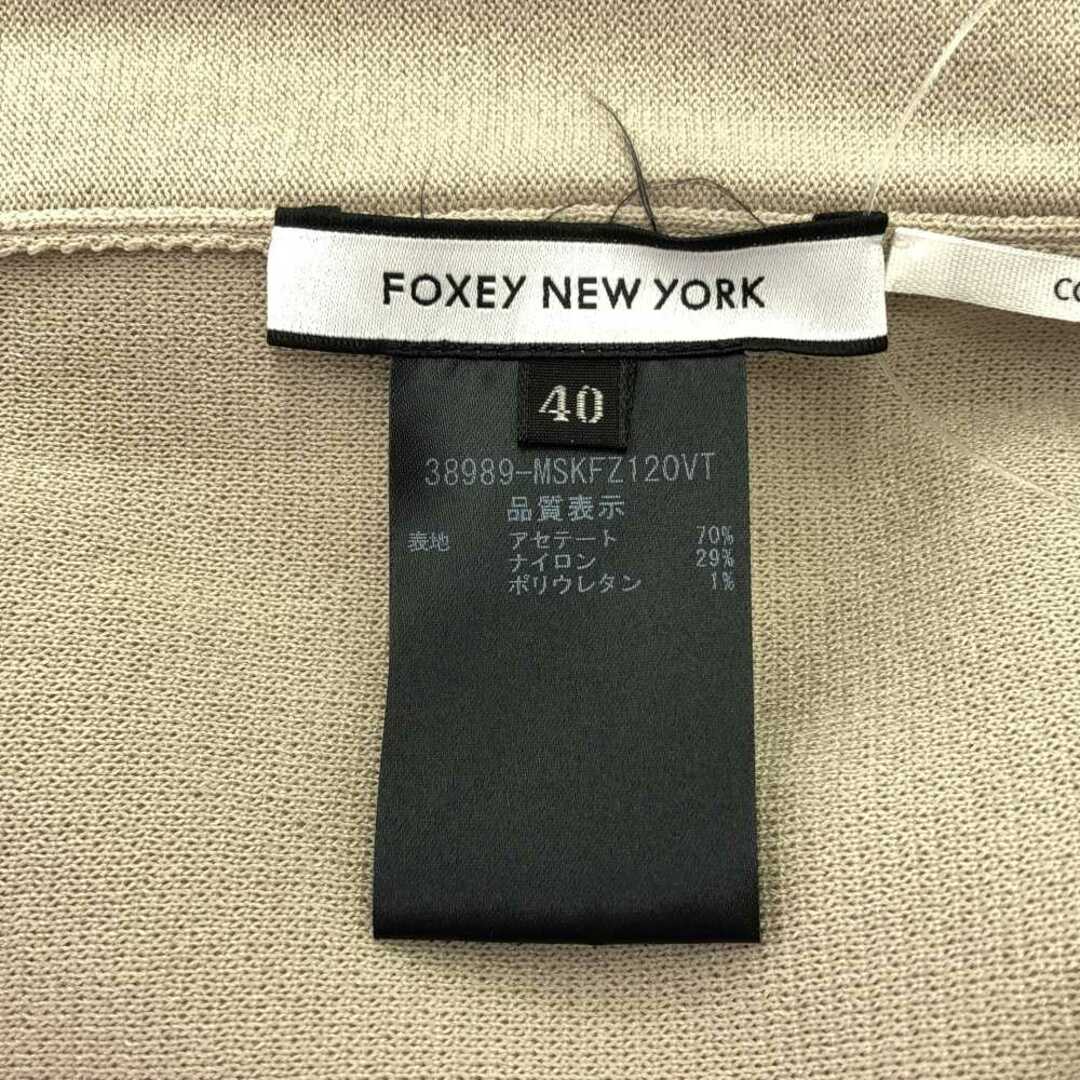 FOXEY NEW YORK
40
38989-MSKFZ120VT
品質表示
表地 アセテート 70%
ナイロン 29%
ポリウレタン 1%